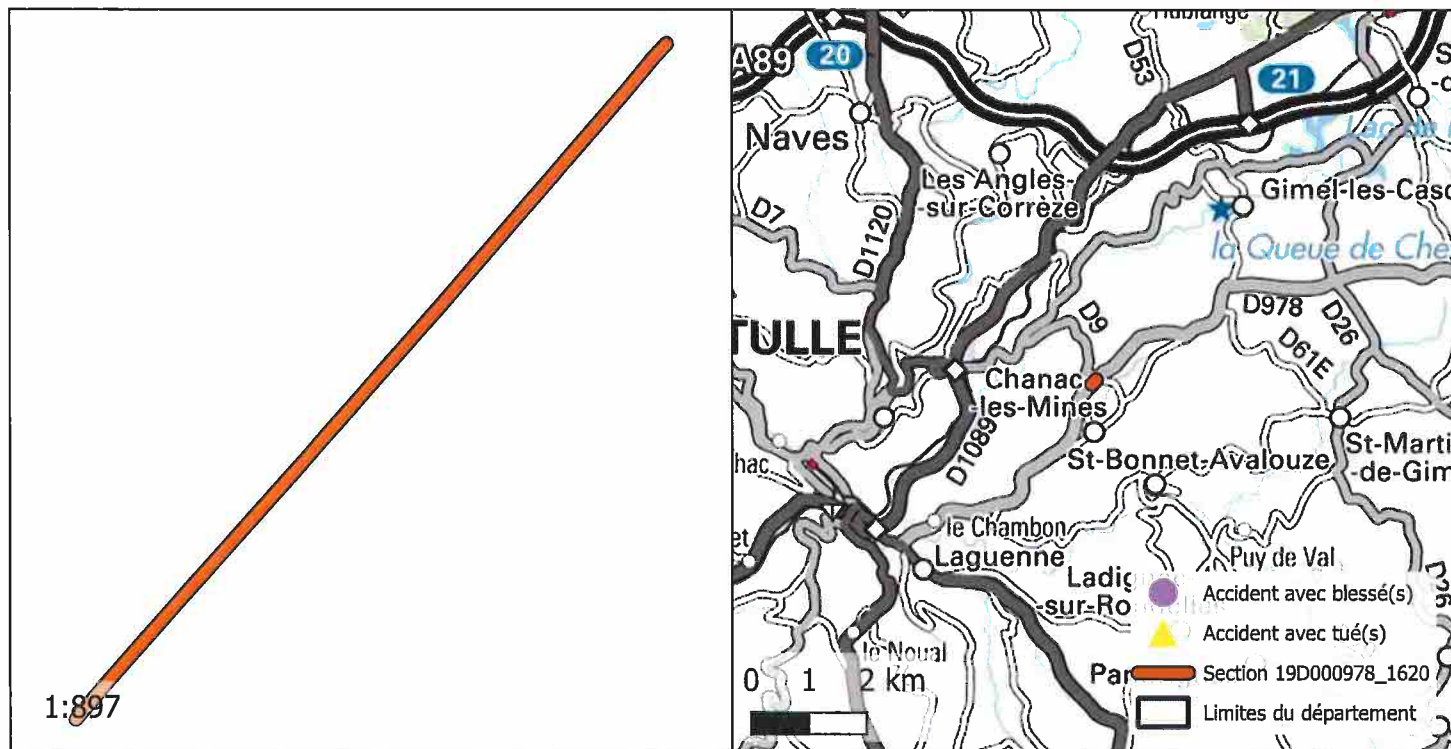 1:897
A89
20
D53
21
Naves
Les Angles-
-sur-Corrèze
Gimel-les-Casc
la Queue de Che
D7
D1120
D9
D978
D26
D61E
TULLE
Chanac
-les-Mines
D1089
St-Bonnet-Avalouze
St-Marti
-de-Gim
hac
et
le Chambon
Laguenne
Puy de Val
le Noual
0 1 2 km
Accident avec blessé(s)
Accident avec tué(s)
Section 19D000978_1620
Limites du département